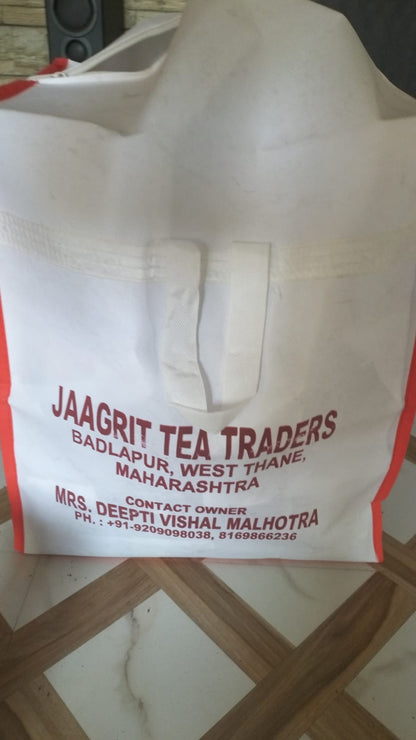 JAAGRIT TEA TRADERS
BADLAPUR, WEST THANE,
MAHARASHTRA
CONTACT OWNER
MRS. DEEPTI VISHAL MALHOTRA
PH. : +91-9209098038, 8169866236